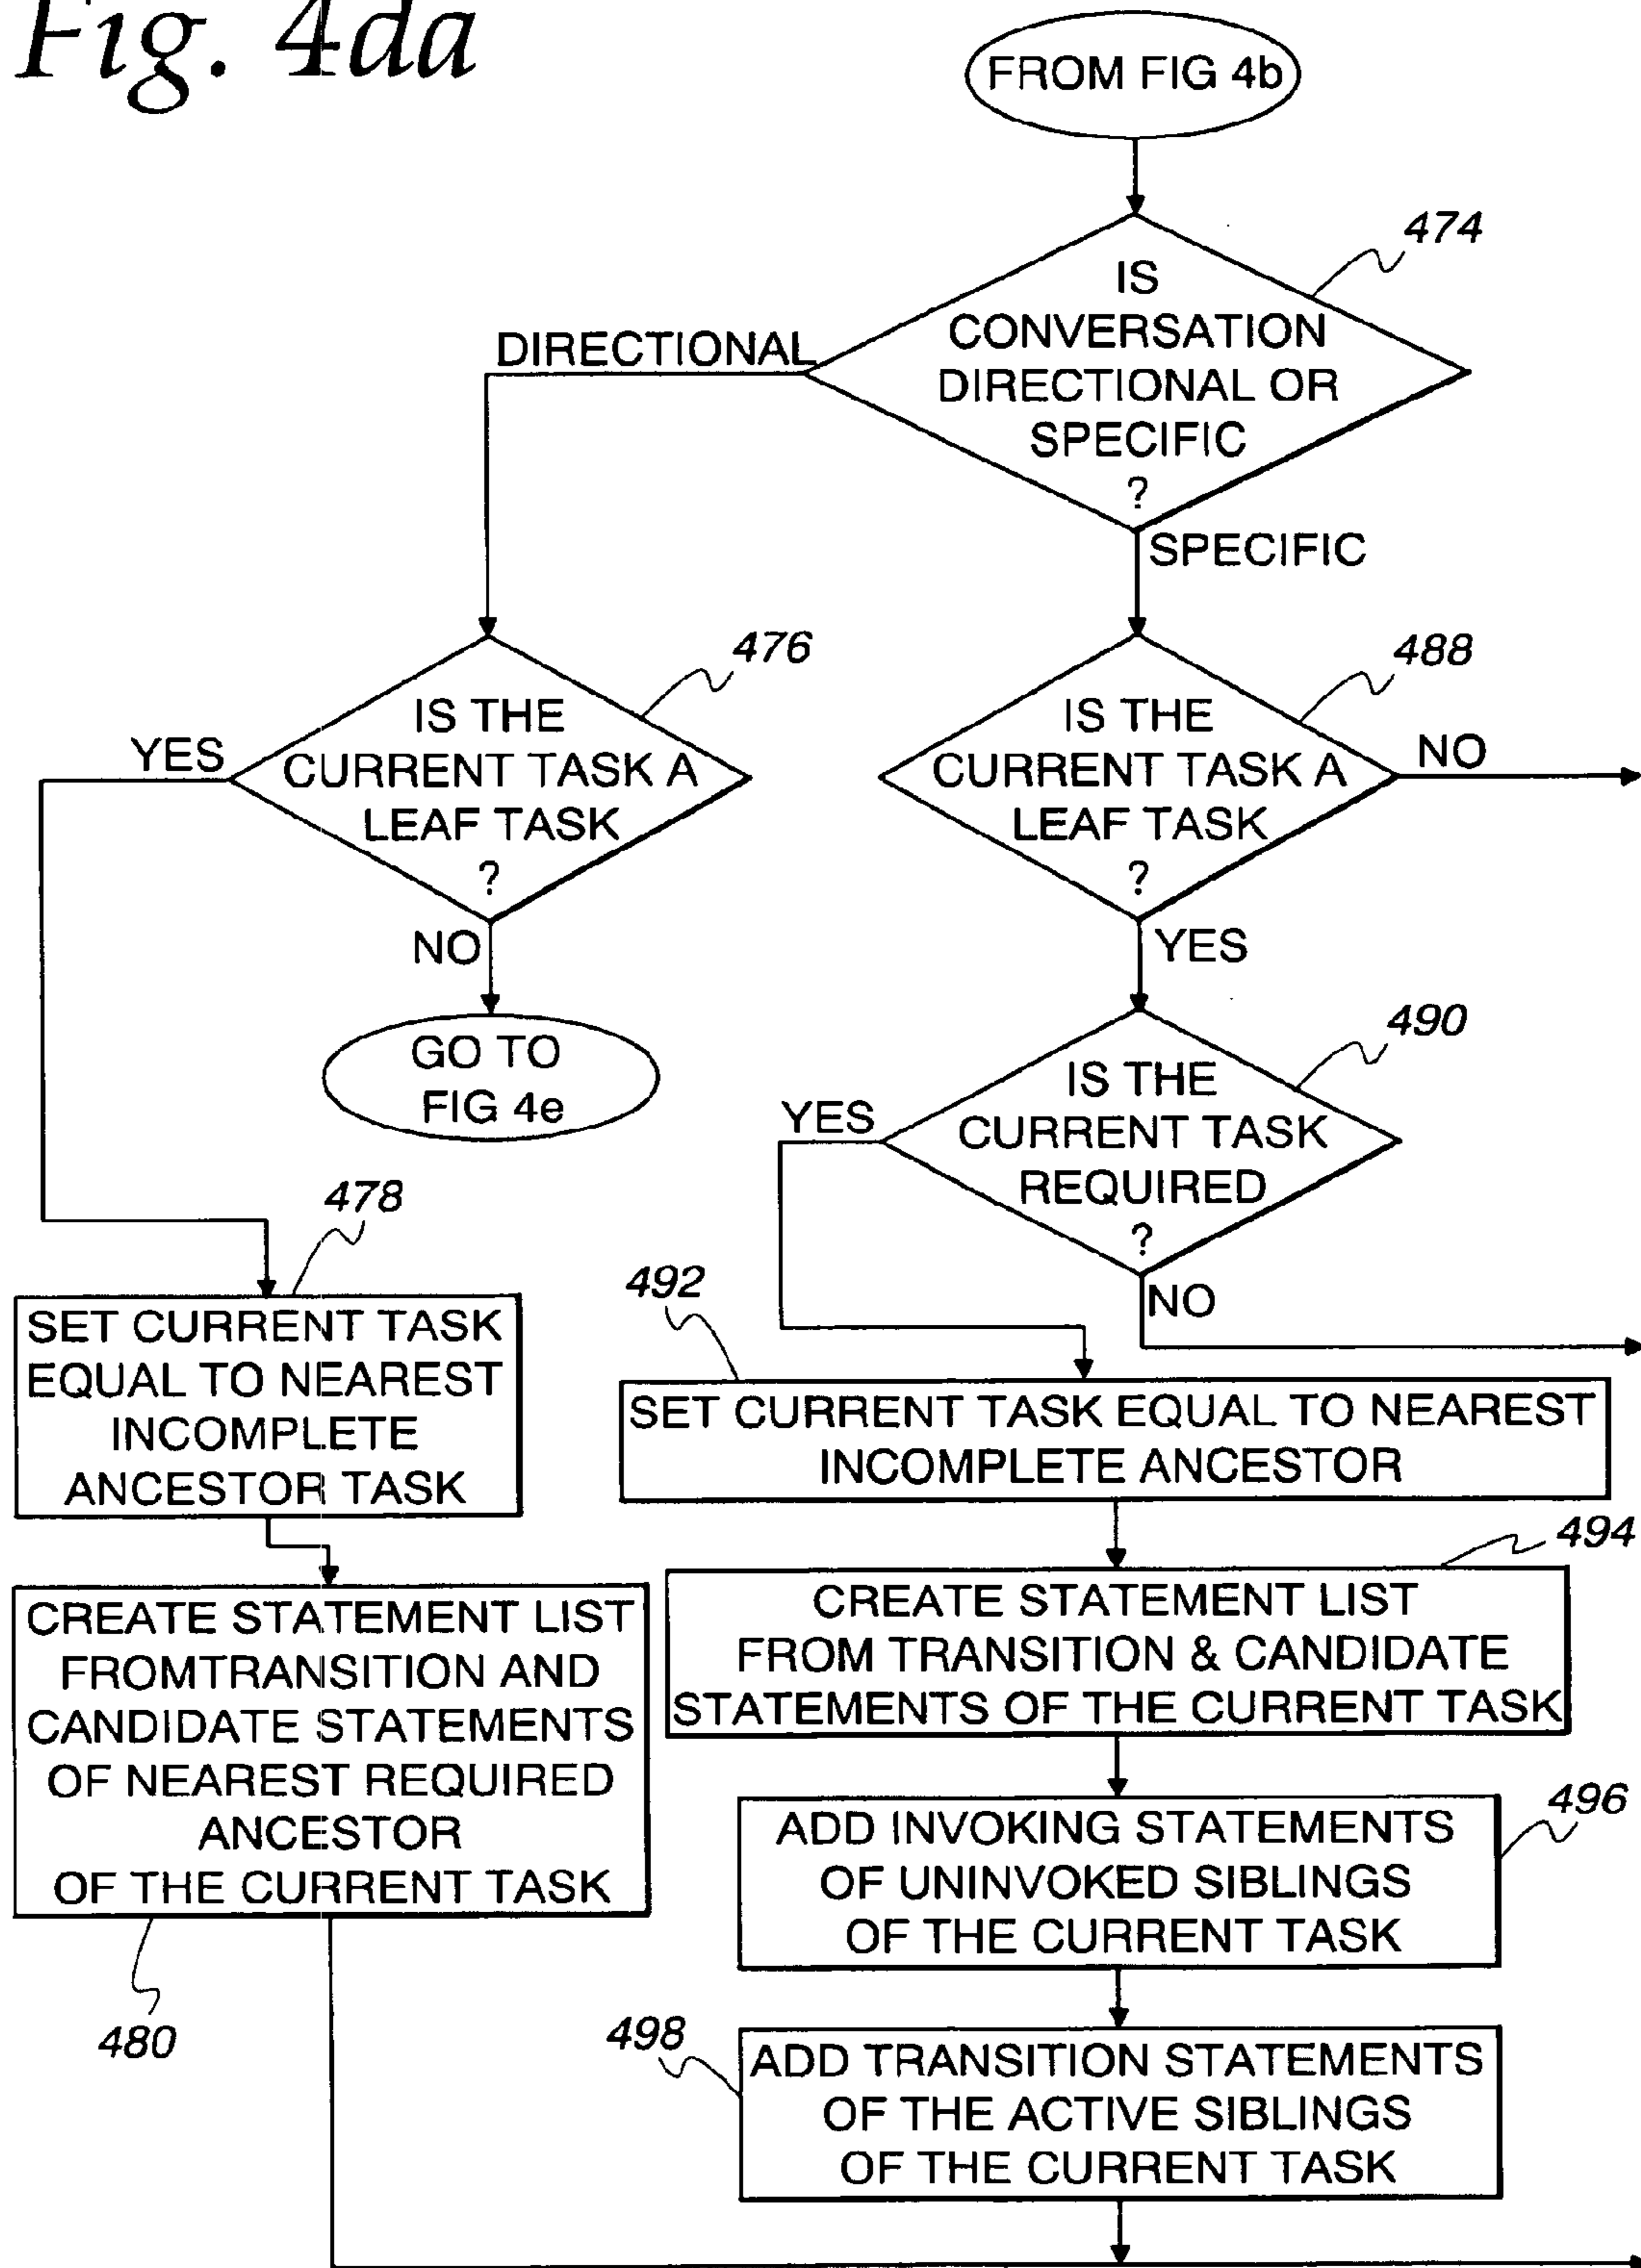 Fig. 4da
FROM FIG 4b
474
IS
CONVERSATION
DIRECTIONAL OR
SPECIFIC
?
DIRECTIONAL
SPECIFIC
476
IS THE
CURRENT TASK A
LEAF TASK
?
YES
NO
GO TO
FIG 4e
488
IS THE
CURRENT TASK A
LEAF TASK
?
NO
YES
490
IS THE
CURRENT TASK
REQUIRED
?
YES
NO
478
SET CURRENT TASK
EQUAL TO NEAREST
INCOMPLETE
ANCESTOR TASK
492
SET CURRENT TASK EQUAL TO NEAREST
INCOMPLETE ANCESTOR
CREATE STATEMENT LIST
FROMTRANSITION AND
CANDIDATE STATEMENTS
OF NEAREST REQUIRED
ANCESTOR
OF THE CURRENT TASK
480
494
CREATE STATEMENT LIST
FROM TRANSITION & CANDIDATE
STATEMENTS OF THE CURRENT TASK
496
ADD INVOKING STATEMENTS
OF UNINVOKED SIBLINGS
OF THE CURRENT TASK
498
ADD TRANSITION STATEMENTS
OF THE ACTIVE SIBLINGS
OF THE CURRENT TASK